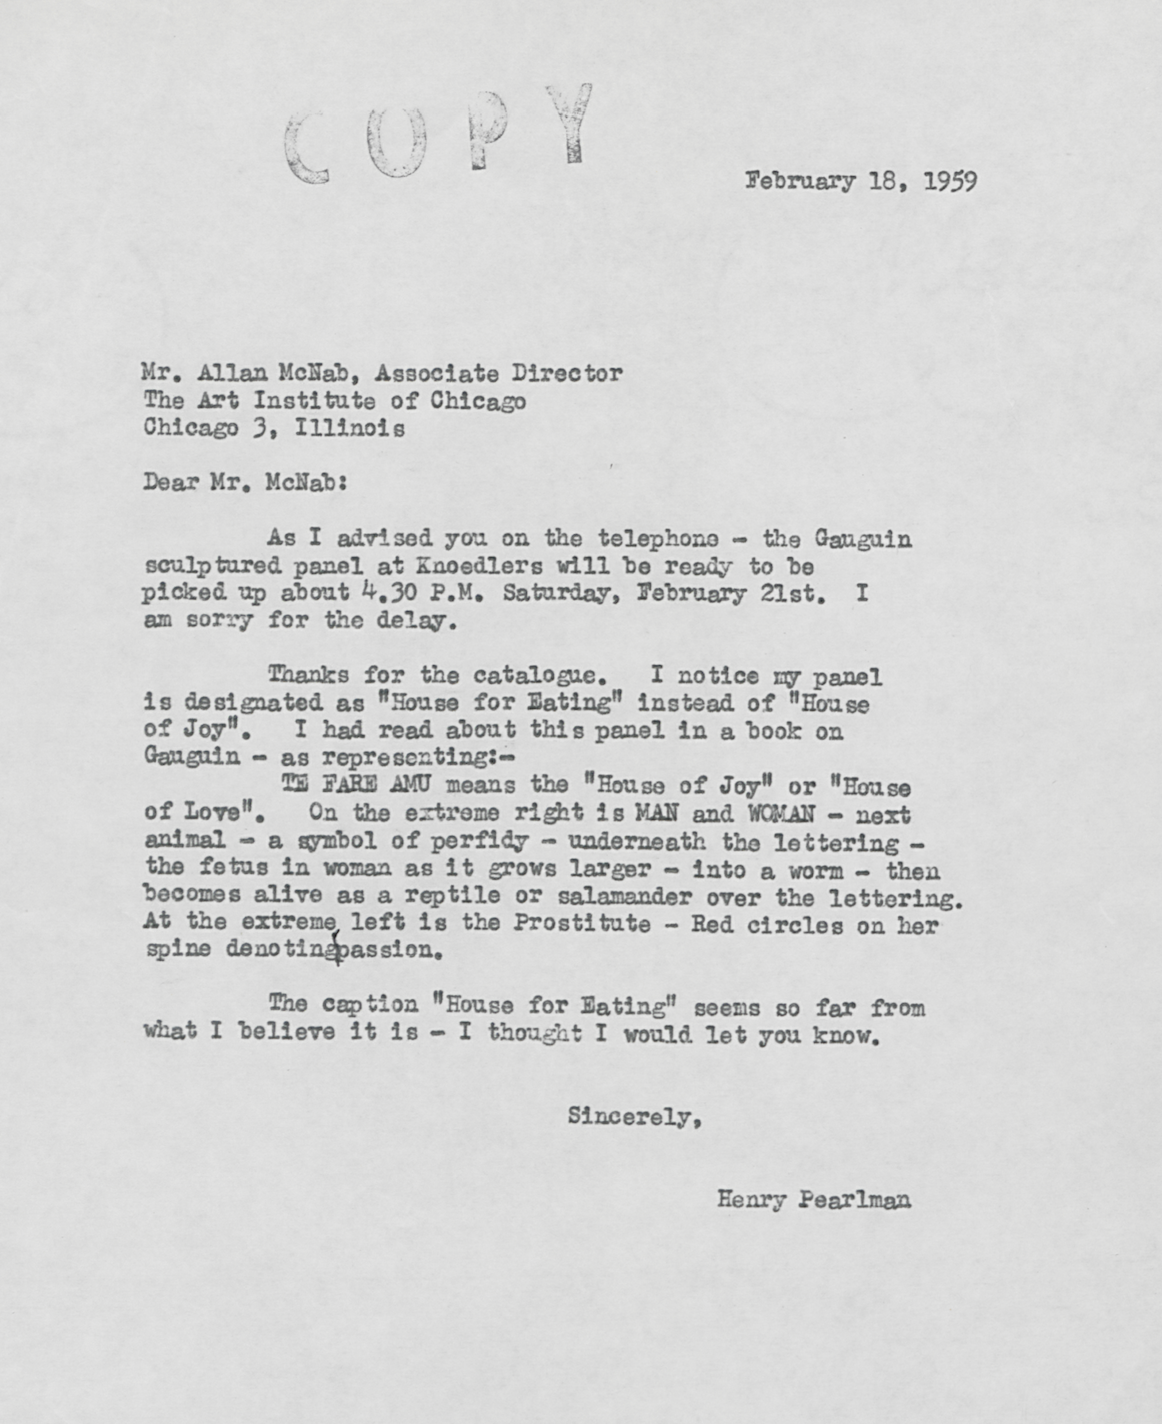 COPY
February 18, 1959
Mr. Allan McNab, Associate Director
The Art Institute of Chicago
Chicago 3, Illinois
Dear Mr. McNab:
As I advised you on the telephone - the Gauguin
sculptured panel at Knoedlers will be ready to be
picked up about 4.30 P.M. Saturday, February 21st. I
am sorry for the delay.
Thanks for the catalogue. I notice my panel
is designated as "House for Eating" instead of "House
of Joy". I had read about this panel in a book on
Gauguin - as representing:-
TE FARE AMU means the "House of Joy" or "House
of Love". On the extreme right is MAN and WOMAN - next
animal - a symbol of perfidy - underneath the lettering -
the fetus in woman as it grows larger - into a worm - then
becomes alive as a reptile or salamander over the lettering.
At the extreme left is the Prostitute - Red circles on her
spine denoting passion.
The caption "House for Eating" seems so far from
what I believe it is - I thought I would let you know.
Sincerely,
Henry Pearlman